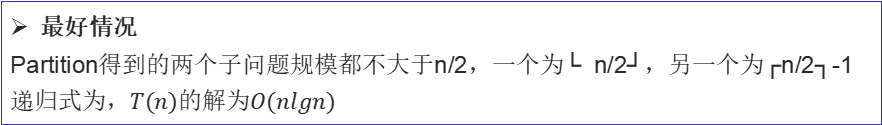 ➢ 最好情况
Partition得到的两个子问题规模都不大于n/2，一个为└ n/2┘，另一个为┌n/2┐-1
递归式为，T(n)的解为O(nlgn)